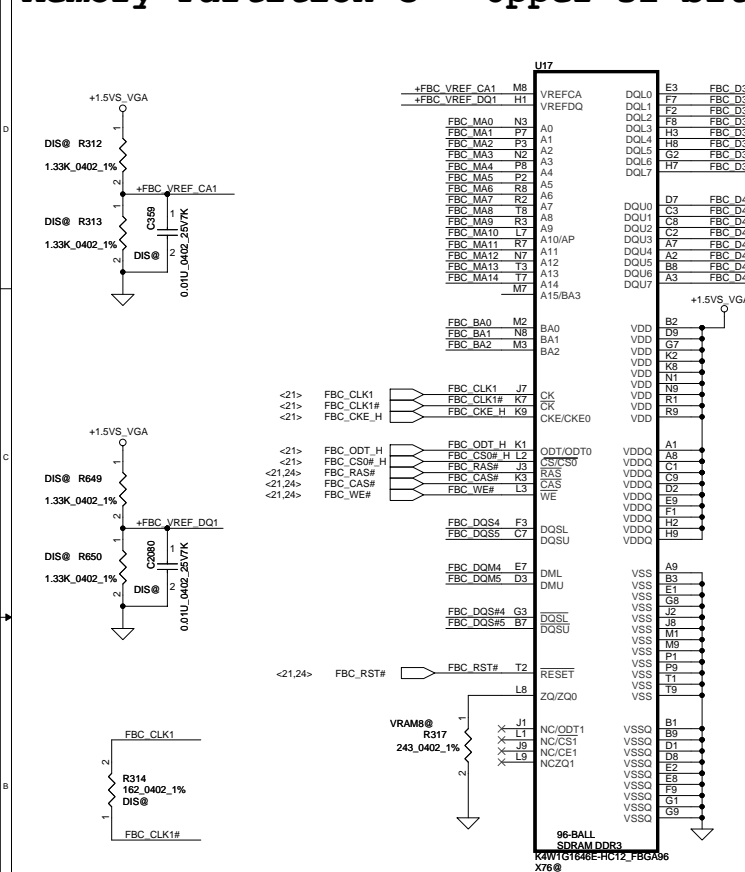 U17
+1.5VS_VGA
DIS@ R312
1.33K_0402_1%
1
2
+FBC_VREF_CA1
DIS@ R313
1.33K_0402_1%
1
2
C359
1
2
DIS@
0.01U_0402_25V7K
+1.5VS_VGA
DIS@ R649
1.33K_0402_1%
1
2
+FBC_VREF_DQ1
DIS@ R650
1.33K_0402_1%
1
2
C2080
1
2
DIS@
0.01U_0402_25V7K
FBC_CLK1
2
R314
162_0402_1%
DIS@
1
FBC_CLK1#
D
C
B
+FBC_VREF_CA1 M8 VREFCA
+FBC_VREF_DQ1 H1 VREFDQ
FBC_MA0 N3 A0
FBC_MA1 P7 A1
FBC_MA2 P3 A2
FBC_MA3 N2 A3
FBC_MA4 P8 A4
FBC_MA5 P2 A5
FBC_MA6 R8 A6
FBC_MA7 R2 A7
FBC_MA8 T8 A8
FBC_MA9 R3 A9
FBC_MA10 L7 A10/AP
FBC_MA11 R7 A11
FBC_MA12 N7 A12
FBC_MA13 T3 A13
FBC_MA14 T7 A14
M7 A15/BA3
FBC_BA0 M2 BA0
FBC_BA1 N8 BA1
FBC_BA2 M3 BA2
<21> FBC_CLK1 FBC_CLK1 J7 CK
<21> FBC_CLK1# FBC_CLK1# K7 CK
<21> FBC_CKE_H FBC_CKE_H K9 CKE/CKE0
<21> FBC_ODT_H FBC_ODT_H K1 ODT/ODT0
<21> FBC_CS0#_H FBC_CS0#_H L2 CS/CS0
<21,24> FBC_RAS# FBC_RAS# J3 RAS
<21,24> FBC_CAS# FBC_CAS# K3 CAS
<21,24> FBC_WE# FBC_WE# L3 WE
FBC_DQS4 F3 DQSL
FBC_DQS5 C7 DQSU
FBC_DQM4 E7 DML
FBC_DQM5 D3 DMU
FBC_DQS#4 G3 DQSL
FBC_DQS#5 B7 DQSU
<21,24> FBC_RST# FBC_RST# T2 RESET
L8 ZQ/ZQ0
VRAM8@
R317
243_0402_1%
1
2
J1 NC/ODT1
L1 NC/CS1
J9 NC/CE1
L9 NCZQ1
DQL0 E3
DQL1 F7
DQL2 F2
DQL3 F8
DQL4 H3
DQL5 H8
DQL6 G2
DQL7 H7
DQU0 D7
DQU1 C3
DQU2 C8
DQU3 C2
DQU4 A7
DQU5 A2
DQU6 B8
DQU7 A3
VDD B2
VDD D9
VDD G7
VDD K2
VDD K8
VDD N1
VDD N9
VDD R1
VDD R9
VDDQ A1
VDDQ A8
VDDQ C1
VDDQ C9
VDDQ D2
VDDQ E9
VDDQ F1
VDDQ H2
VDDQ H9
VSS A9
VSS B3
VSS E1
VSS G8
VSS J2
VSS J8
VSS M1
VSS M9
VSS P1
VSS P9
VSS T1
VSS T9
VSSQ B1
VSSQ B9
VSSQ D1
VSSQ D8
VSSQ E2
VSSQ E8
VSSQ F9
VSSQ G1
VSSQ G9
96-BALL
SDRAM DDR3
K4W1G1646E-HC12_FBGA96
X76@